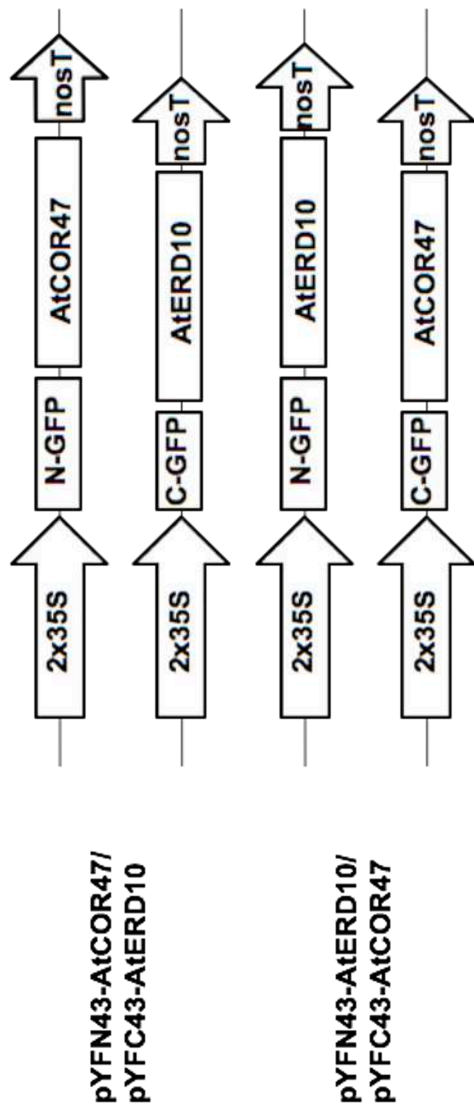 pYFN43-AtCOR47/
pYFC43-AtERD10
2x35S N-GFP AtCOR47 nosT
2x35S C-GFP AtERD10 nosT
pYFN43-AtERD10/
pYFC43-AtCOR47
2x35S N-GFP AtERD10 nosT
2x35S C-GFP AtCOR47 nosT